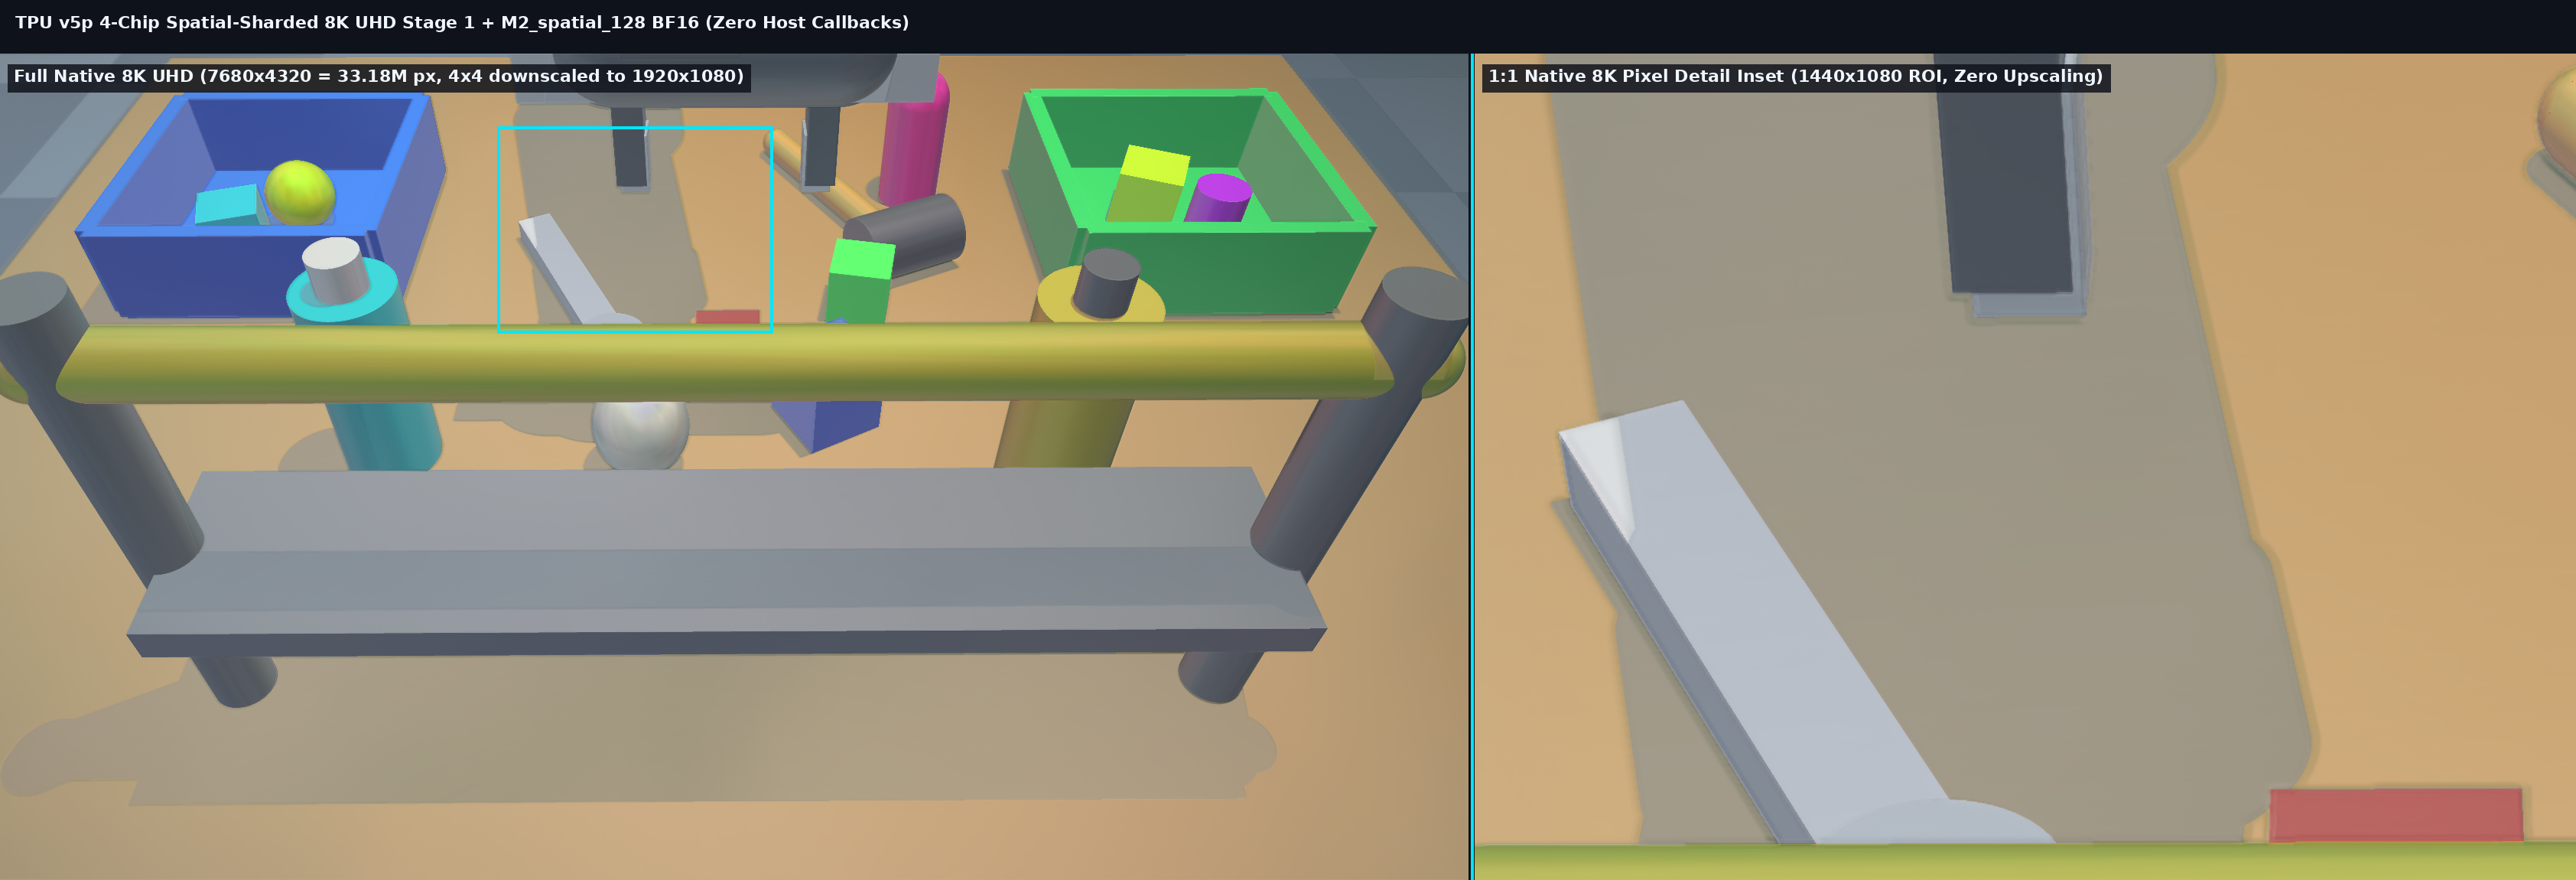 TPU v5p 4-Chip Spatial-Sharded 8K UHD Stage 1 + M2_spatial_128 BF16 (Zero Host Callbacks)
Full Native 8K UHD (7680x4320 = 33.18M px, 4x4 downscaled to 1920x1080)
1:1 Native 8K Pixel Detail Inset (1440x1080 ROI, Zero Upscaling)